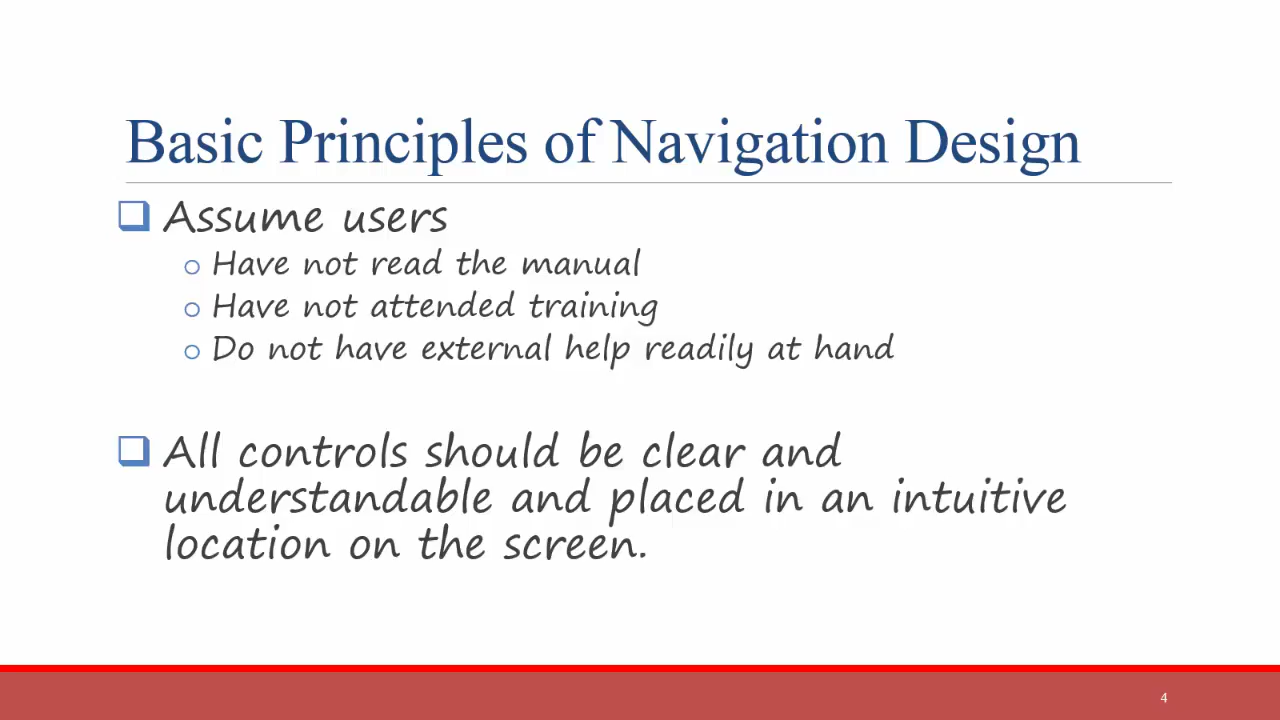 Basic Principles of Navigation Design
Assume users
Have not read the manual
Have not attended training
Do not have external help readily at hand
All controls should be clear and
understandable and placed in an intuitive
location on the screen.
4